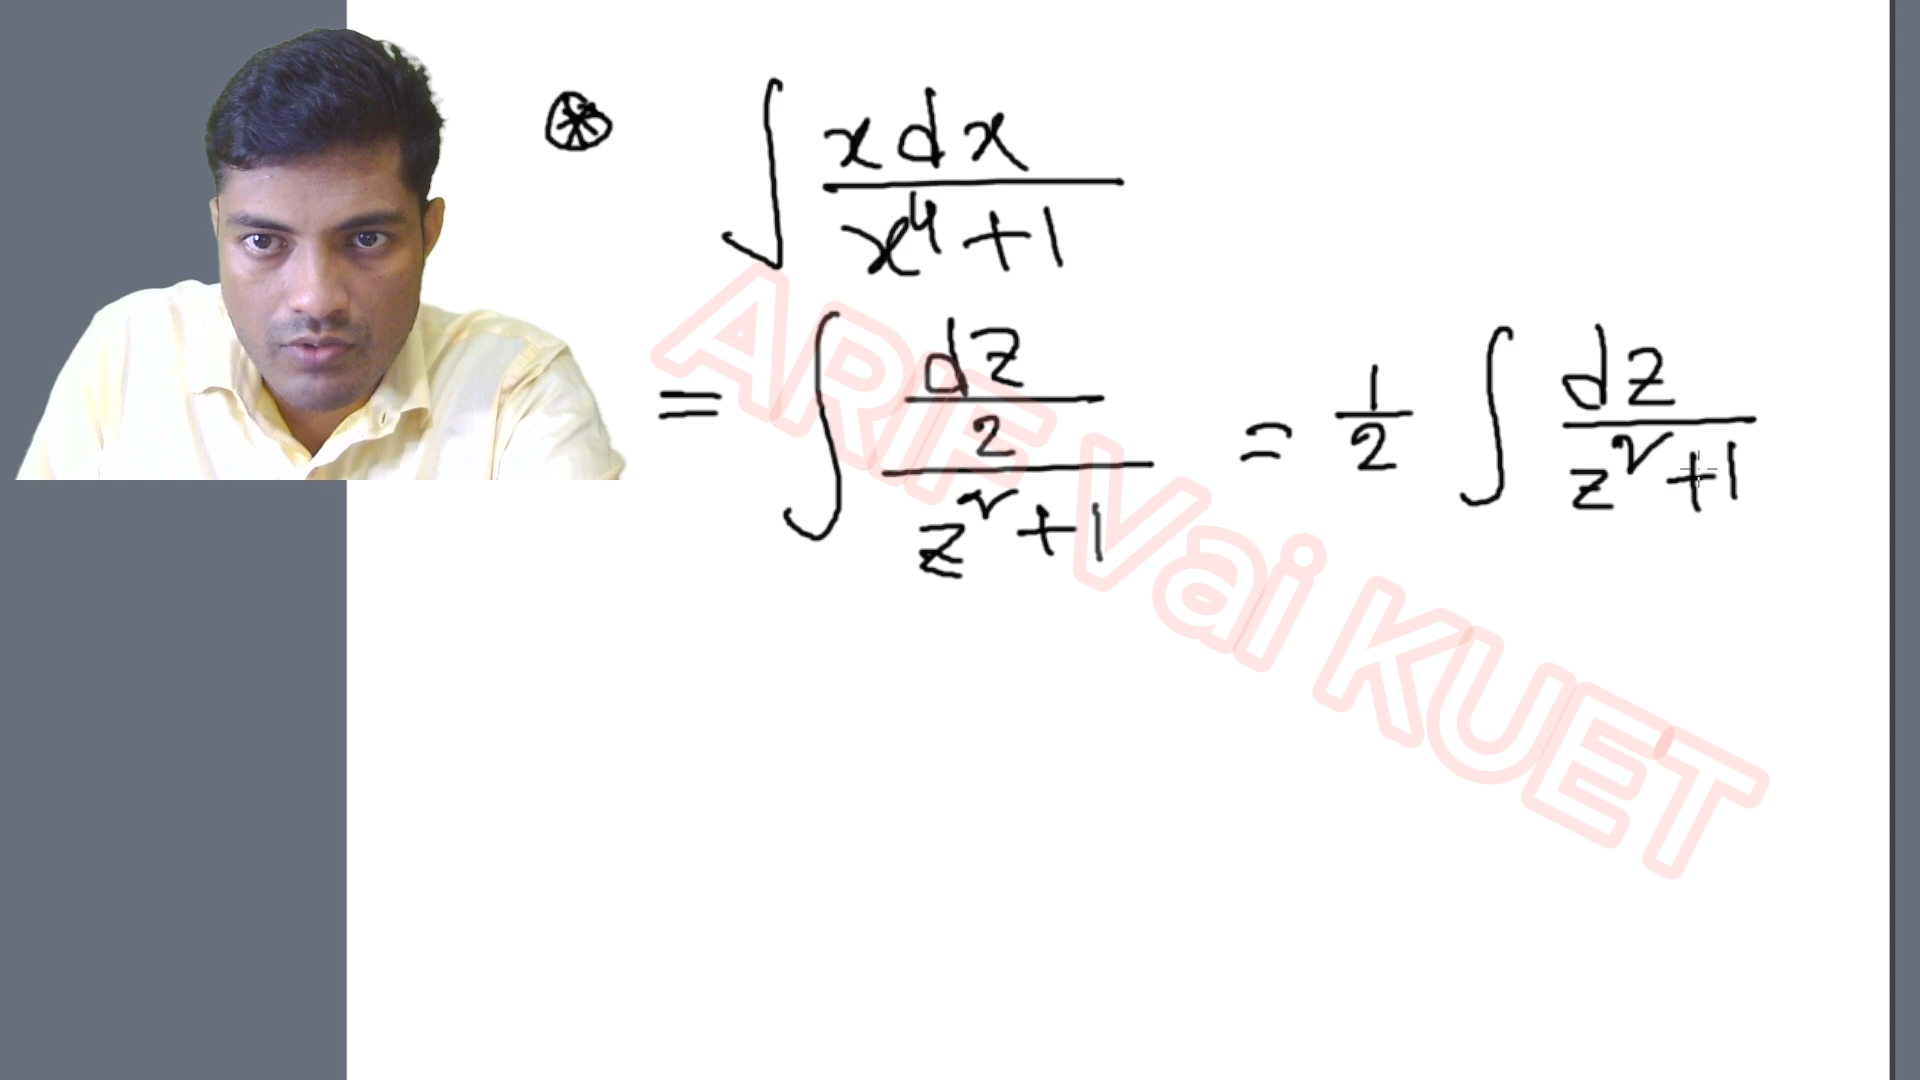 ⊛ ∫ x dx / x⁴ + 1
= ∫ dz/2 / z² + 1 = 1/2 ∫ dz / z² + 1
ARIF Vai KUET